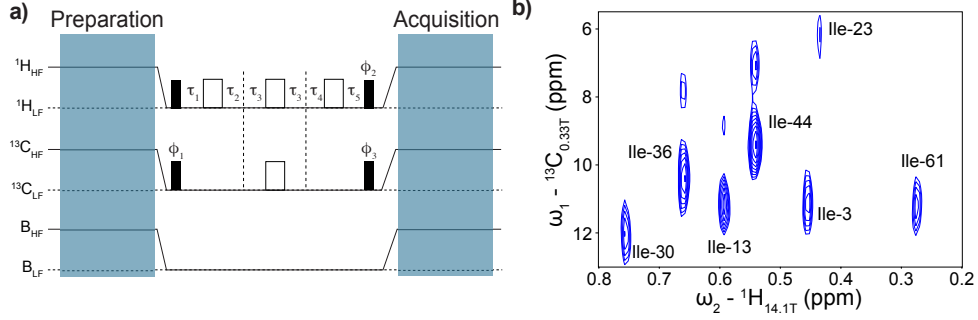 a)
Preparation
Acquisition
¹H_HF
ϕ₂
τ₁ τ₂ τ₃ τ₃ τ₄ τ₅
¹H_LF
¹³C_HF
ϕ₁
ϕ₃
¹³C_LF
B_HF
B_LF
b)
6
8
10
12
ω₁ - ¹³C_0.33T (ppm)
Ile-23
Ile-44
Ile-36
Ile-61
Ile-3
Ile-13
Ile-30
0.8 0.7 0.6 0.5 0.4 0.3 0.2
ω₂ - ¹H_14.1T (ppm)